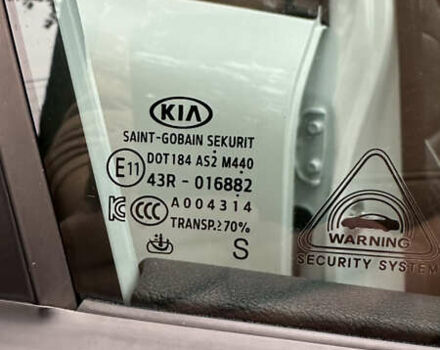 KIA
SAINT-GOBAIN SEKURIT
DOT184 AS2 M440
E11 43R - 016882
A004314
TRANSP.≥70%
S
WARNING
SECURITY SYSTEM